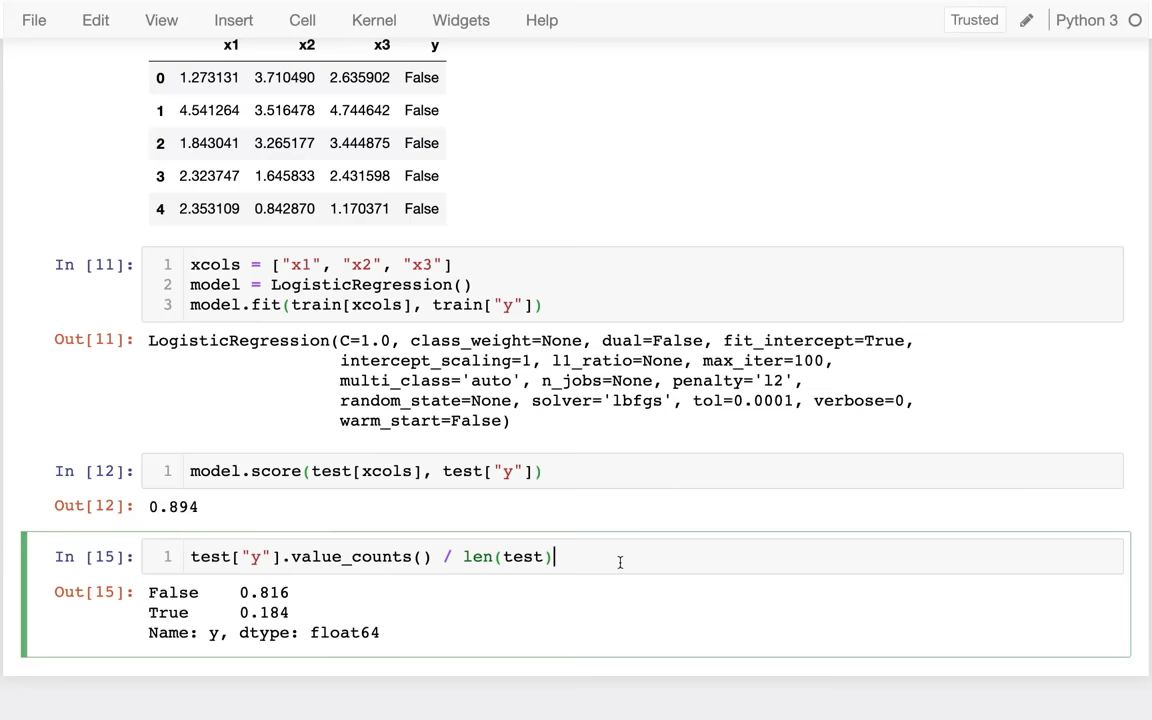 File Edit View Insert Cell Kernel Widgets Help Trusted Python 3
x1 x2 x3 y
0 1.273131 3.710490 2.635902 False
1 4.541264 3.516478 4.744642 False
2 1.843041 3.265177 3.444875 False
3 2.323747 1.645833 2.431598 False
4 2.353109 0.842870 1.170371 False
In [11]: 1 xcols = ["x1", "x2", "x3"]
2 model = LogisticRegression()
3 model.fit(train[xcols], train["y"])
Out[11]: LogisticRegression(C=1.0, class_weight=None, dual=False, fit_intercept=True,
intercept_scaling=1, l1_ratio=None, max_iter=100,
multi_class='auto', n_jobs=None, penalty='l2',
random_state=None, solver='lbfgs', tol=0.0001, verbose=0,
warm_start=False)
In [12]: 1 model.score(test[xcols], test["y"])
Out[12]: 0.894
In [15]: 1 test["y"].value_counts() / len(test)
Out[15]: False 0.816
True 0.184
Name: y, dtype: float64